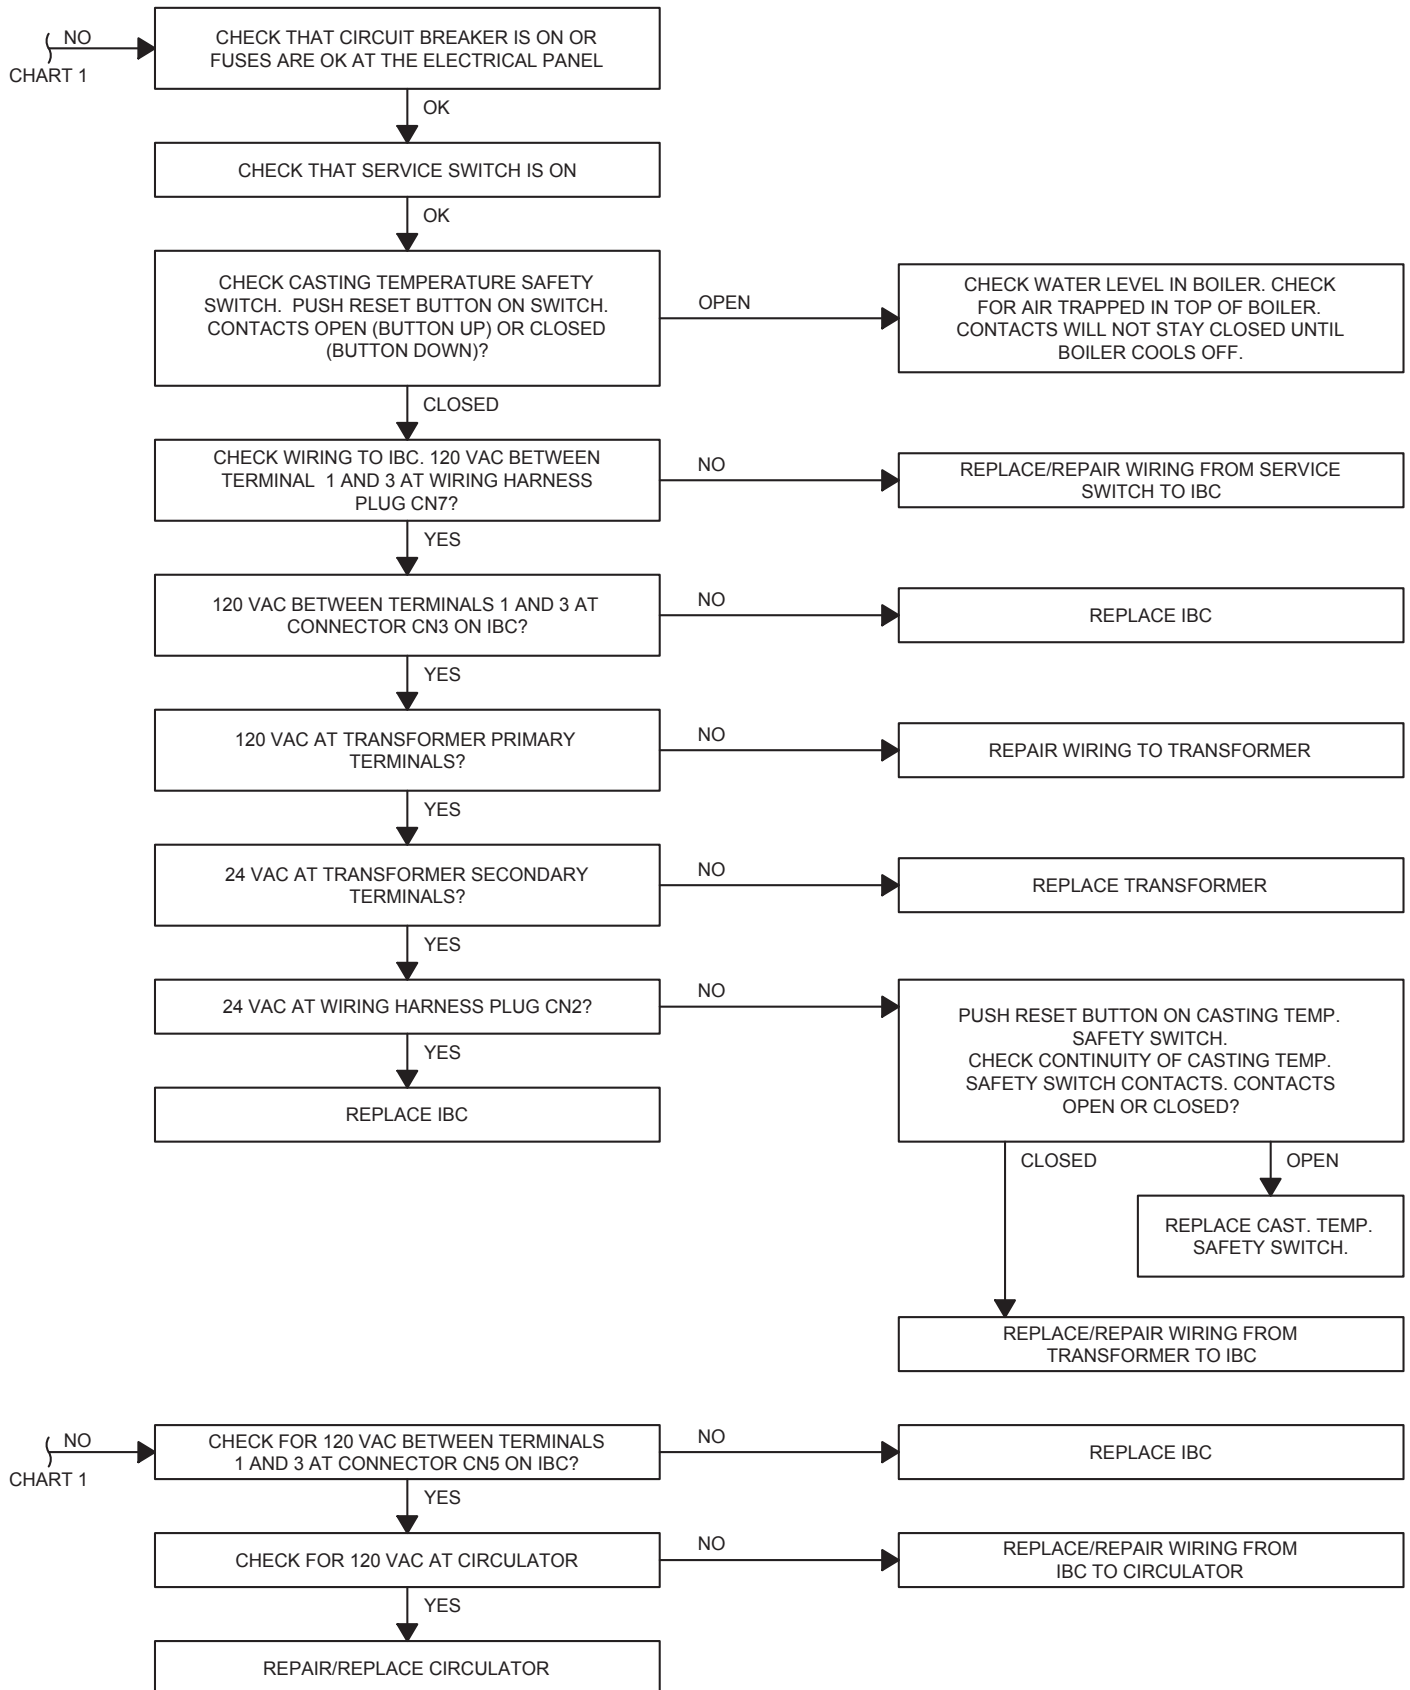 NO
CHART 1
CHECK THAT CIRCUIT BREAKER IS ON OR
FUSES ARE OK AT THE ELECTRICAL PANEL
OK
CHECK THAT SERVICE SWITCH IS ON
OK
CHECK CASTING TEMPERATURE SAFETY
SWITCH. PUSH RESET BUTTON ON SWITCH.
CONTACTS OPEN (BUTTON UP) OR CLOSED
(BUTTON DOWN)?
OPEN
CHECK WATER LEVEL IN BOILER. CHECK
FOR AIR TRAPPED IN TOP OF BOILER.
CONTACTS WILL NOT STAY CLOSED UNTIL
BOILER COOLS OFF.
CLOSED
CHECK WIRING TO IBC. 120 VAC BETWEEN
TERMINAL 1 AND 3 AT WIRING HARNESS
PLUG CN7?
NO
REPLACE/REPAIR WIRING FROM SERVICE
SWITCH TO IBC
YES
120 VAC BETWEEN TERMINALS 1 AND 3 AT
CONNECTOR CN3 ON IBC?
NO
REPLACE IBC
YES
120 VAC AT TRANSFORMER PRIMARY
TERMINALS?
NO
REPAIR WIRING TO TRANSFORMER
YES
24 VAC AT TRANSFORMER SECONDARY
TERMINALS?
NO
REPLACE TRANSFORMER
YES
24 VAC AT WIRING HARNESS PLUG CN2?
NO
PUSH RESET BUTTON ON CASTING TEMP.
SAFETY SWITCH.
CHECK CONTINUITY OF CASTING TEMP.
SAFETY SWITCH CONTACTS. CONTACTS
OPEN OR CLOSED?
YES
REPLACE IBC
CLOSED
OPEN
REPLACE CAST. TEMP.
SAFETY SWITCH.
REPLACE/REPAIR WIRING FROM
TRANSFORMER TO IBC
NO
CHART 1
CHECK FOR 120 VAC BETWEEN TERMINALS
1 AND 3 AT CONNECTOR CN5 ON IBC?
NO
REPLACE IBC
YES
CHECK FOR 120 VAC AT CIRCULATOR
NO
REPLACE/REPAIR WIRING FROM
IBC TO CIRCULATOR
YES
REPAIR/REPLACE CIRCULATOR